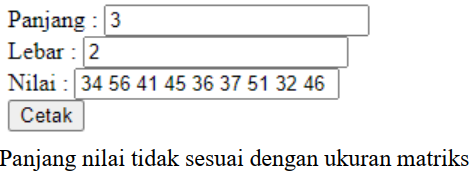 Panjang : 3
Lebar : 2
Nilai : 34 56 41 45 36 37 51 32 46
Cetak
Panjang nilai tidak sesuai dengan ukuran matriks